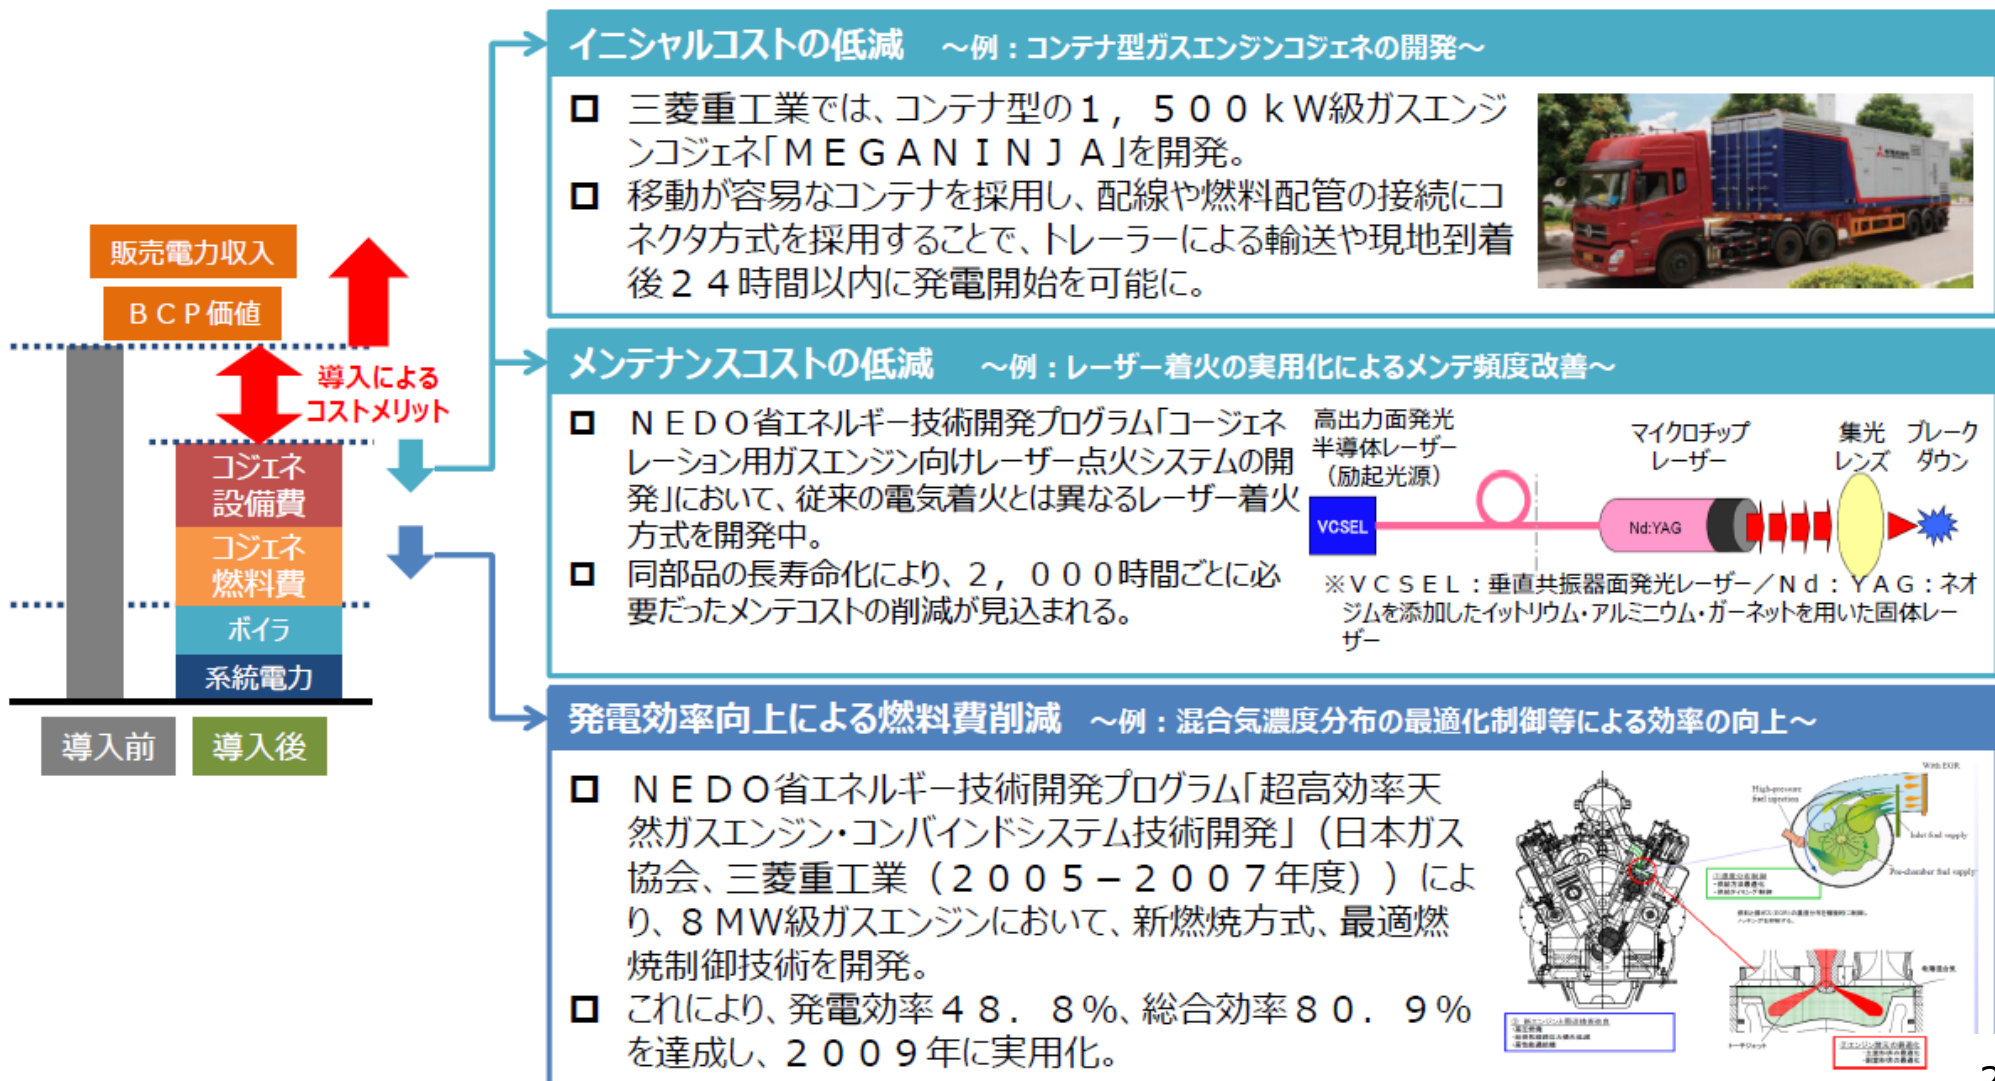 イニシャルコストの低減　～例：コンテナ型ガスエンジンコジェネの開発～
三菱重工業では、コンテナ型の１，５００ｋＷ級ガスエンジ
ンコジェネ「ＭＥＧＡＮＩＮＪＡ」を開発。
移動が容易なコンテナを採用し、配線や燃料配管の接続にコ
ネクタ方式を採用することで、トレーラーによる輸送や現地到着
後２４時間以内に発電開始を可能に。
販売電力収入
ＢＣＰ価値
導入による
コストメリット
コジェネ
設備費
コジェネ
燃料費
ボイラ
系統電力
導入前
導入後
メンテナンスコストの低減　～例：レーザー着火の実用化によるメンテ頻度改善～
ＮＥＤＯ省エネルギー技術開発プログラム「コージェネ
レーション用ガスエンジン向けレーザー点火システムの開
発」において、従来の電気着火とは異なるレーザー着火
方式を開発中。
同部品の長寿命化により、２，０００時間ごとに必
要だったメンテコストの削減が見込まれる。
高出力面発光
半導体レーザー
（励起光源）
マイクロチップ
レーザー
集光
レンズ
ブレーク
ダウン
VCSEL
Nd:YAG
※ＶＣＳＥＬ：垂直共振器面発光レーザー／Ｎｄ：ＹＡＧ：ネオ
ジムを添加したイットリウム・アルミニウム・ガーネットを用いた固体レー
ザー
発電効率向上による燃料費削減　～例：混合気濃度分布の最適化制御等による効率の向上～
ＮＥＤＯ省エネルギー技術開発プログラム「超高効率天
然ガスエンジン・コンバインドシステム技術開発」（日本ガス
協会、三菱重工業（２００５－２００７年度））によ
り、８ＭＷ級ガスエンジンにおいて、新燃焼方式、最適燃
焼制御技術を開発。
これにより、発電効率４８．８％、総合効率８０．９％
を達成し、２００９年に実用化。
With EGR
High-pressure
fuel injection
Inlet fuel supply
Pre-chamber fuel supply
①濃度分布制御
トーチジェット